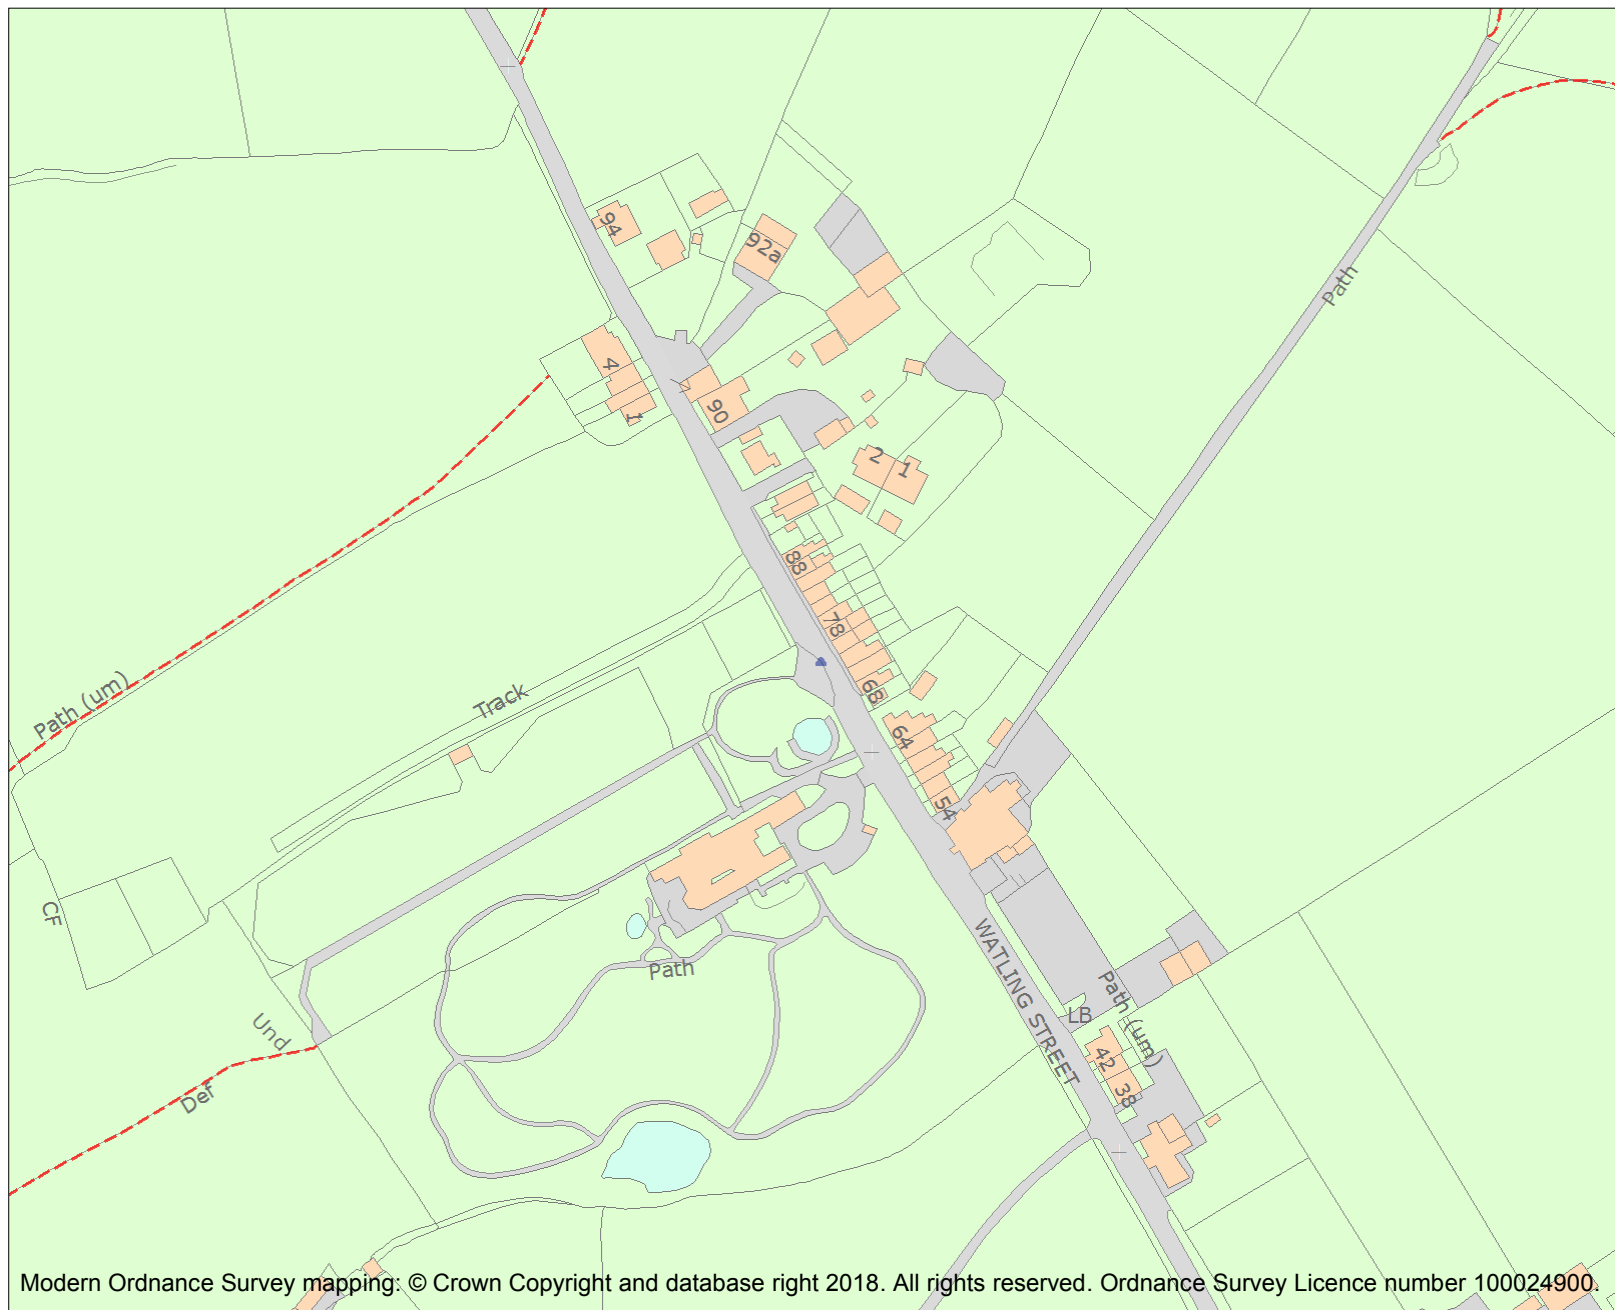 94
92a
Path
4
1
90
2
1
88
78
Path (um)
Track
68
64
54
CF
WATLING STREET
Path
Path (um)
LB
Und
42
38
Def
Modern Ordnance Survey mapping: © Crown Copyright and database right 2018. All rights reserved. Ordnance Survey Licence number 100024900.